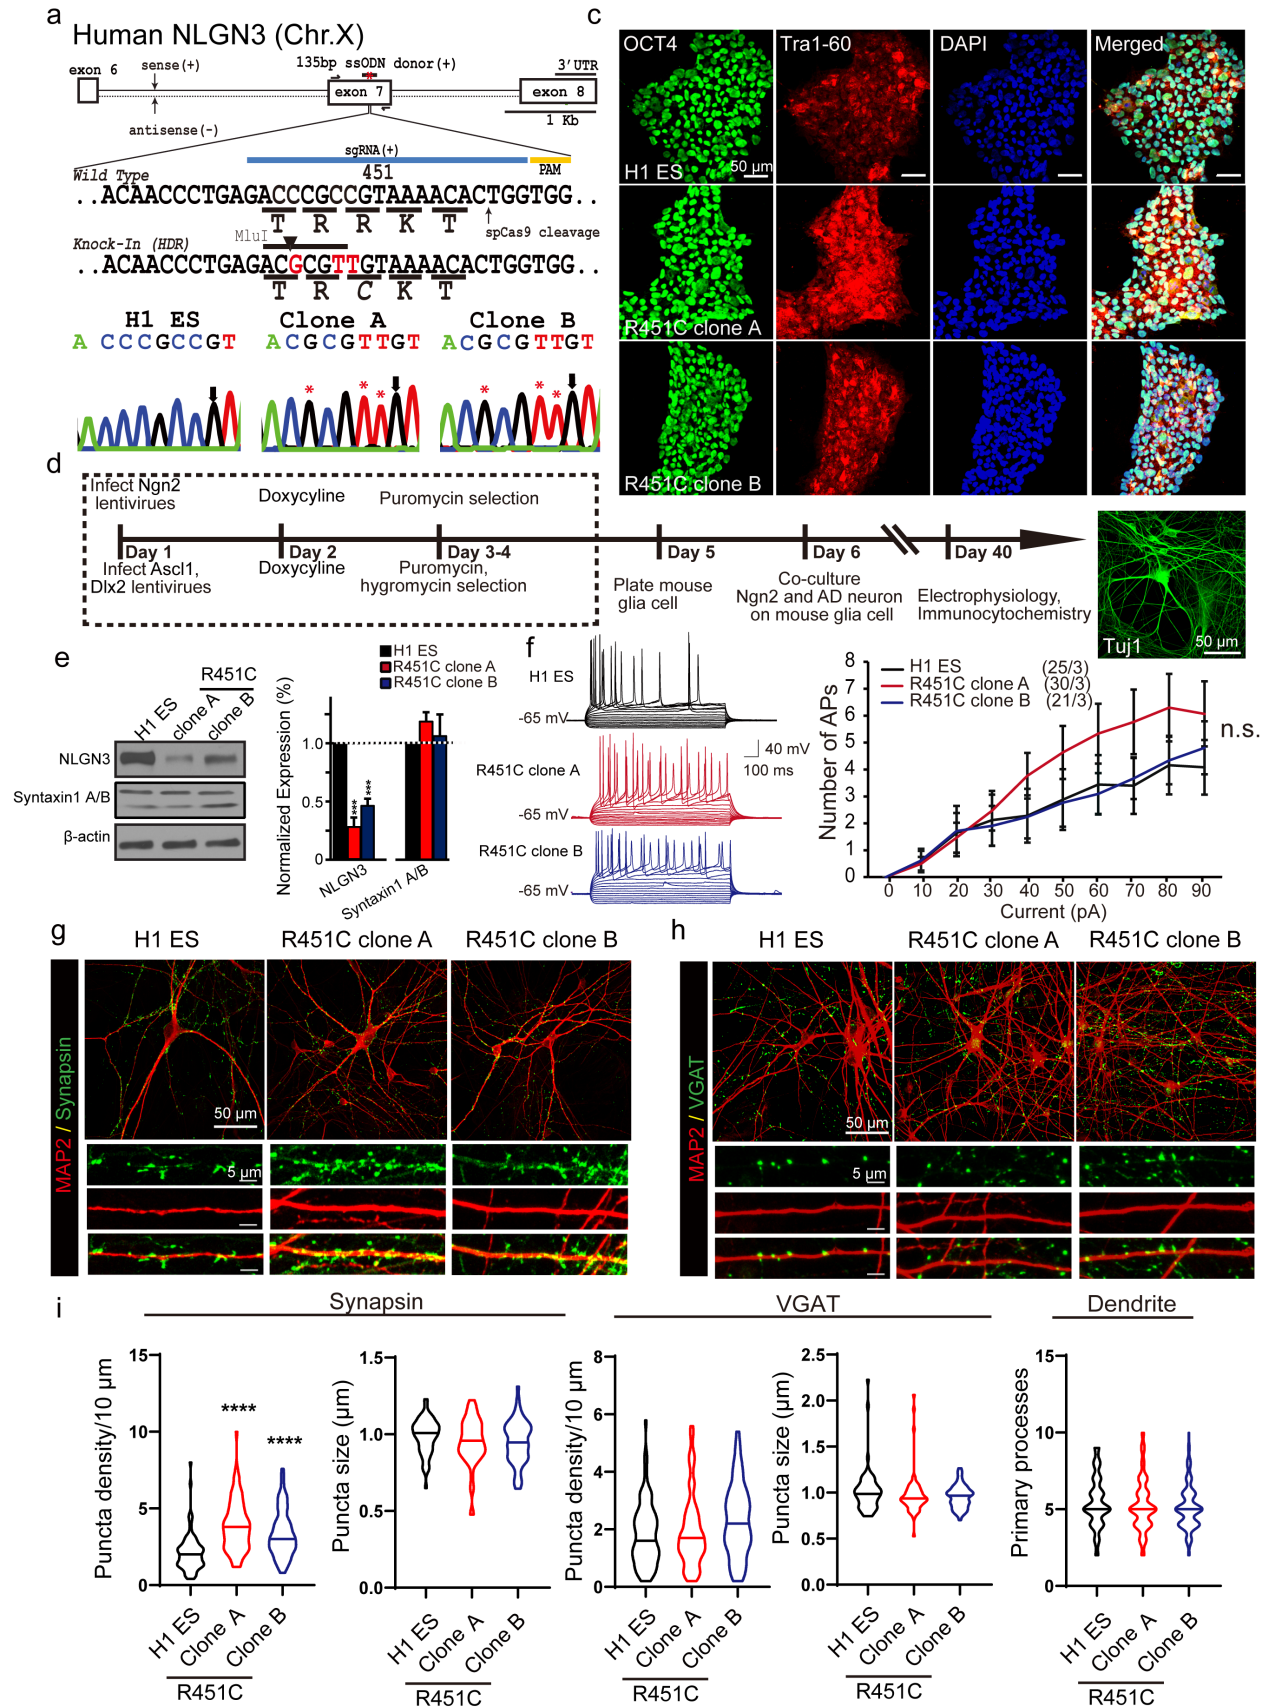 a
Human NLGN3 (Chr.X)
exon 6
sense(+)
antisense(-)
135bp ssODN donor(+)
exon 7
3'UTR
exon 8
1 Kb
sgRNA(+)
451
PAM
Wild Type
..ACAACCCTGAGACCCGCCGTAAAACACTGGTGG..
T R R K T
spCas9 cleavage
MluI
Knock-In (HDR)
..ACAACCCTGAGACGCGTTGTAAAACACTGGTGG..
T R C K T
H1 ES
Clone A
Clone B
A CCCGCCGT
ACGCGTTGT
ACGCGTTGT
* * *
* * *
c
OCT4
Tra1-60
DAPI
Merged
H1 ES
50 µm
R451C clone A
R451C clone B
d
Infect Ngn2
lentivirues
Doxycyline
Puromycin selection
Day 1
Day 2
Day 3-4
Day 5
Day 6
Day 40
Infect Ascl1,
Dlx2 lentivirues
Doxycyline
Puromycin,
hygromycin selection
Plate mouse
glia cell
Co-culture
Ngn2 and AD neuron
on mouse glia cell
Electrophysiology,
Immunocytochemistry
Tuj1
50 µm
e
R451C
H1 ES
clone A
clone B
NLGN3
Syntaxin1 A/B
β-actin
H1 ES
R451C clone A
R451C clone B
Normalized Expression (%)
1.0
0.5
0
***
***
NLGN3
Syntaxin1 A/B
f
H1 ES
-65 mV
R451C clone A
40 mV
100 ms
-65 mV
R451C clone B
-65 mV
Number of APs
8
7
6
5
4
3
2
1
0
H1 ES (25/3)
R451C clone A (30/3)
R451C clone B (21/3)
n.s.
0 10 20 30 40 50 60 70 80 90
Current (pA)
g
H1 ES
R451C clone A
R451C clone B
MAP2 / Synapsin
50 µm
5 µm
h
H1 ES
R451C clone A
R451C clone B
MAP2 / VGAT
50 µm
5 µm
i
Synapsin
VGAT
Dendrite
Puncta density/10 µm
15
10
5
0
****
****
H1 ES
Clone A
Clone B
R451C
Puncta size (µm)
1.5
1.0
0.5
0.0
H1 ES
Clone A
Clone B
R451C
Puncta density/10 µm
8
6
4
2
0
H1 ES
Clone A
Clone B
R451C
Puncta size (µm)
2.5
2.0
1.5
1.0
0.5
0.0
H1 ES
Clone A
Clone B
R451C
Primary processes
15
10
5
0
H1 ES
Clone A
Clone B
R451C